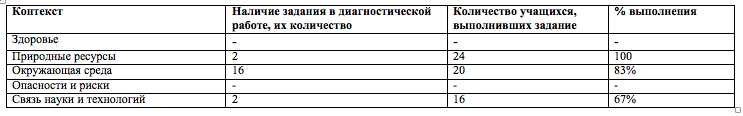 Контекст Наличие задания в диагностической работе, их количество Количество учащихся, выполнивших задание % выполнения
Здоровье - - -
Природные ресурсы 2 24 100
Окружающая среда 16 20 83%
Опасности и риски - - -
Связь науки и технологий 2 16 67%